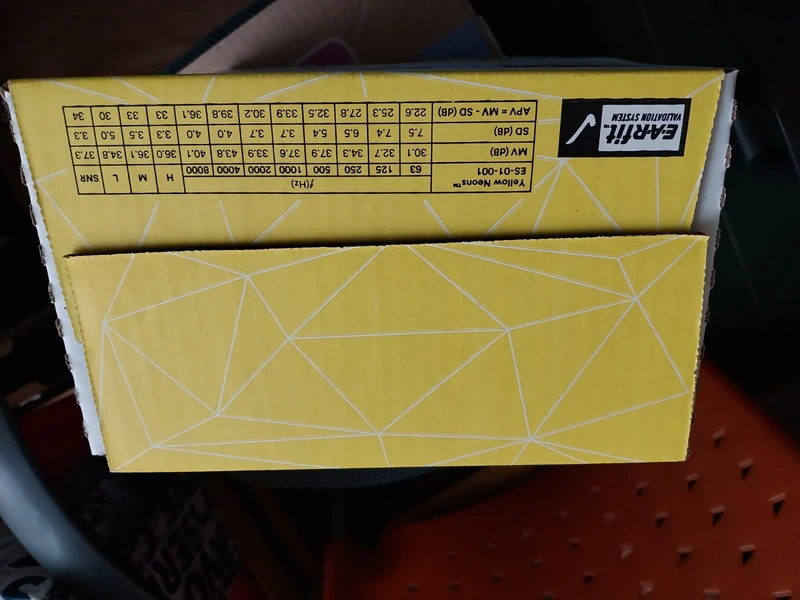 E·A·Rfit™
VALIDATION SYSTEM
Yellow Neons™
ES-01-001
f(Hz)
63 125 250 500 1000 2000 4000 8000 H M L SNR
MV (dB) 30.1 32.7 34.3 37.9 37.6 33.9 43.8 40.1 36.0 36.1 34.8 37.3
SD (dB) 7.5 7.4 6.5 5.4 3.7 3.7 4.0 4.0 3.3 3.5 5.0 3.3
APV = MV - SD (dB) 22.6 25.3 27.8 32.5 33.9 30.2 39.8 36.1 33 33 30 34